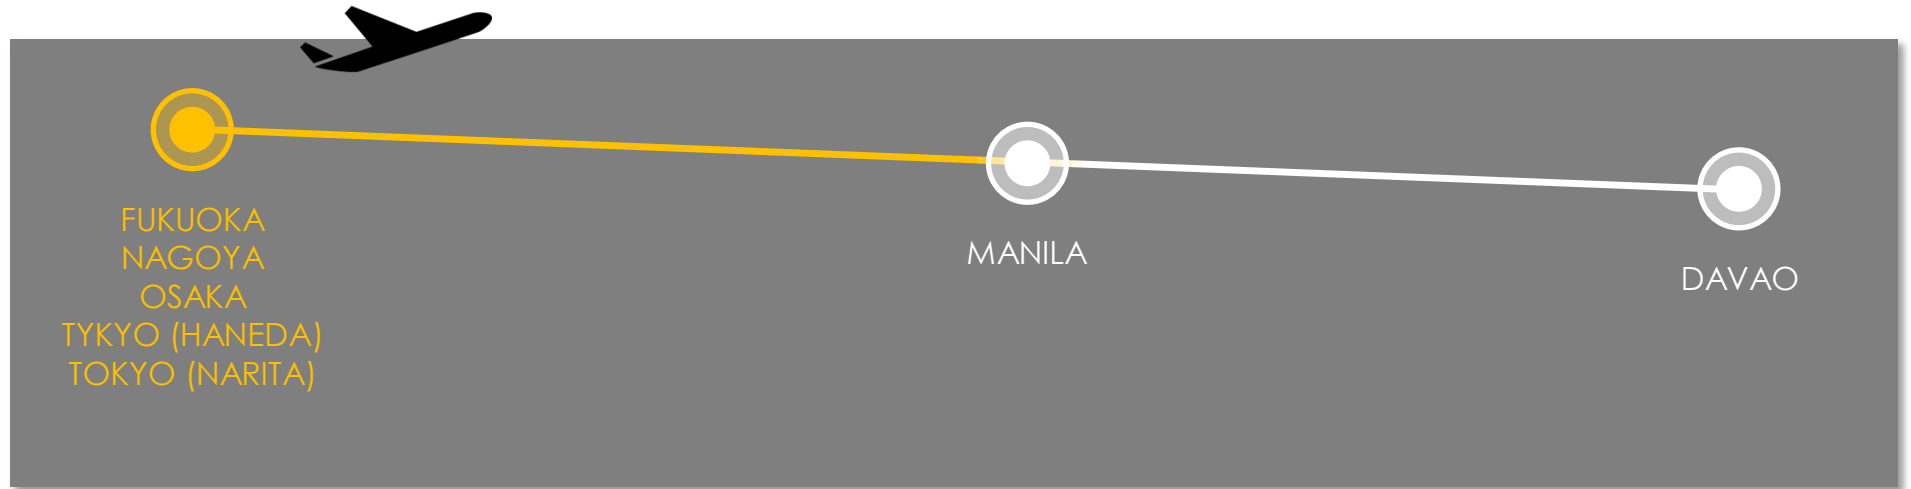 FUKUOKA
NAGOYA
OSAKA
TYKYO (HANEDA)
TOKYO (NARITA)
MANILA
DAVAO